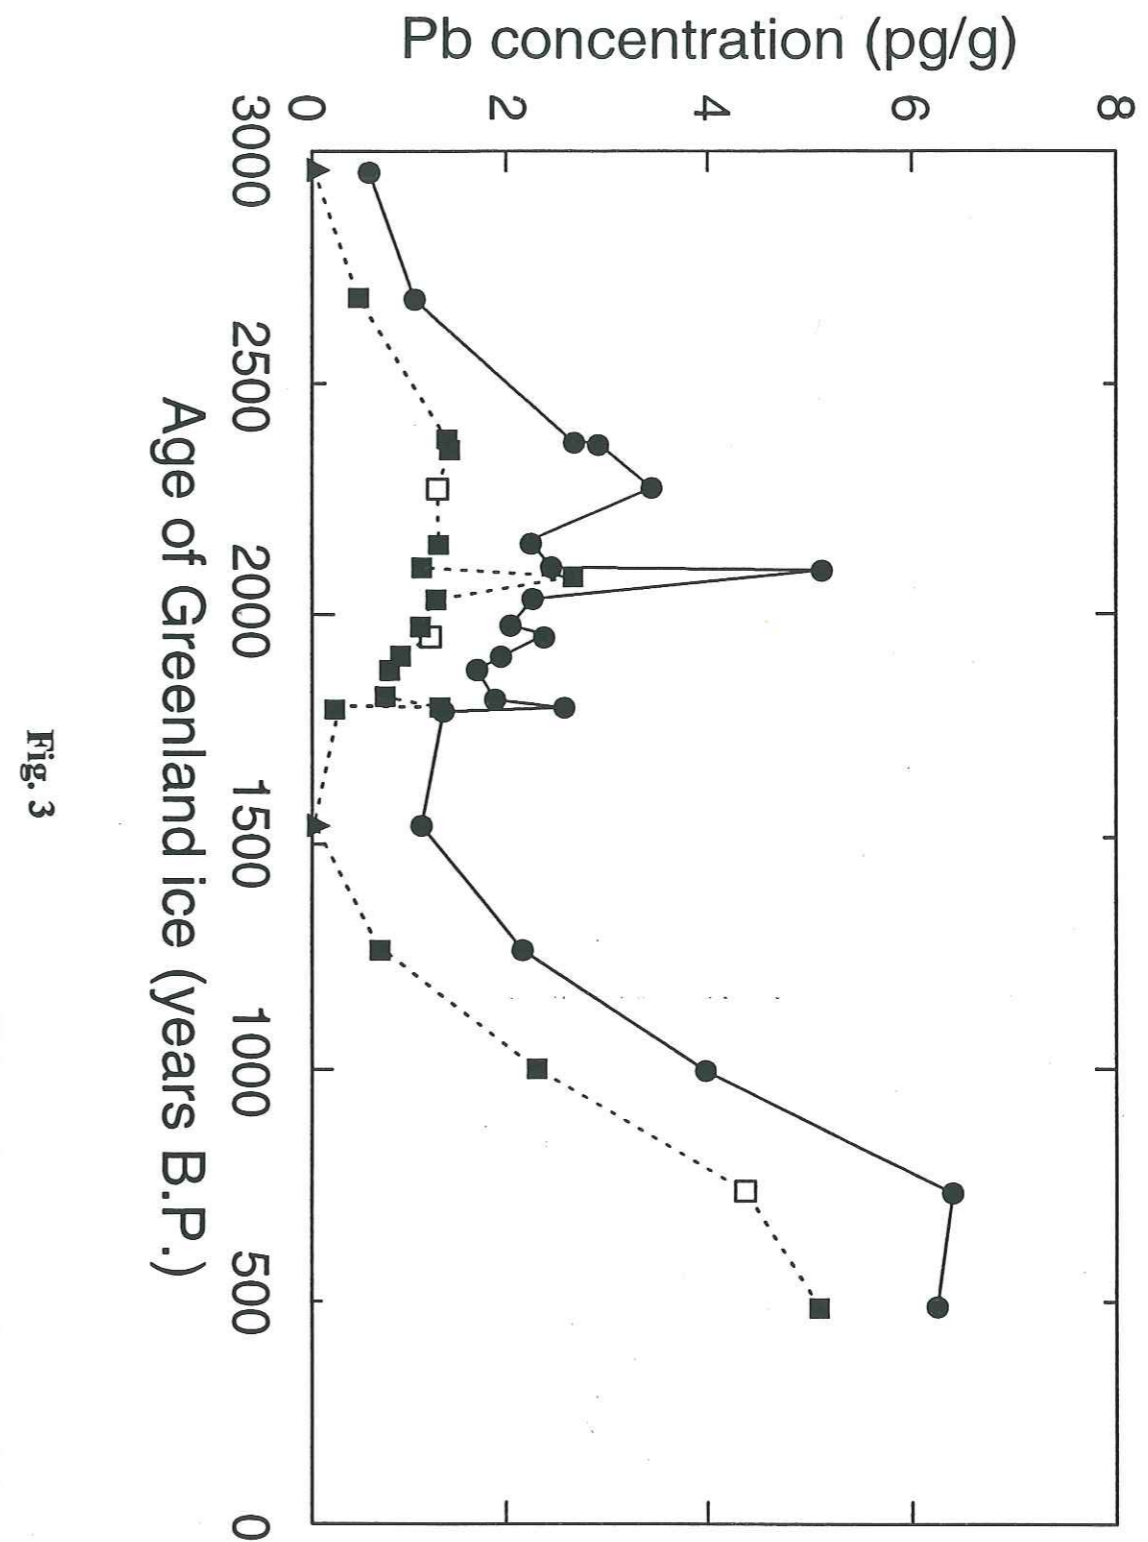 Pb concentration (pg/g)
0 2 4 6 8
3000 2500 2000 1500 1000 500 0
Age of Greenland ice (years B.P.)
Fig. 3